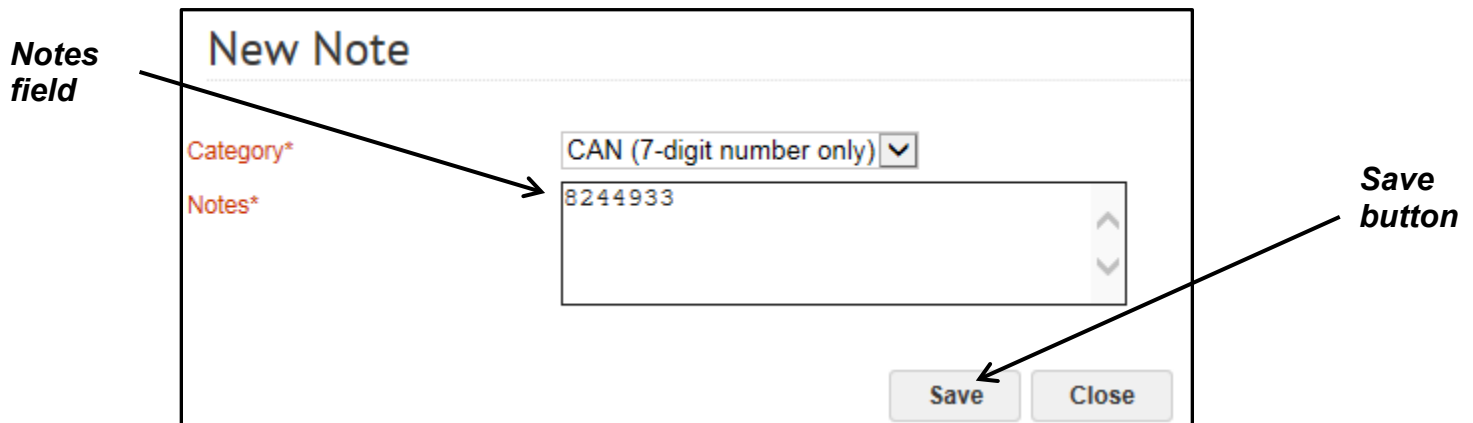 New Note
Notes
field
Category*
CAN (7-digit number only)
Notes*
8244933
Save
button
Save
Close